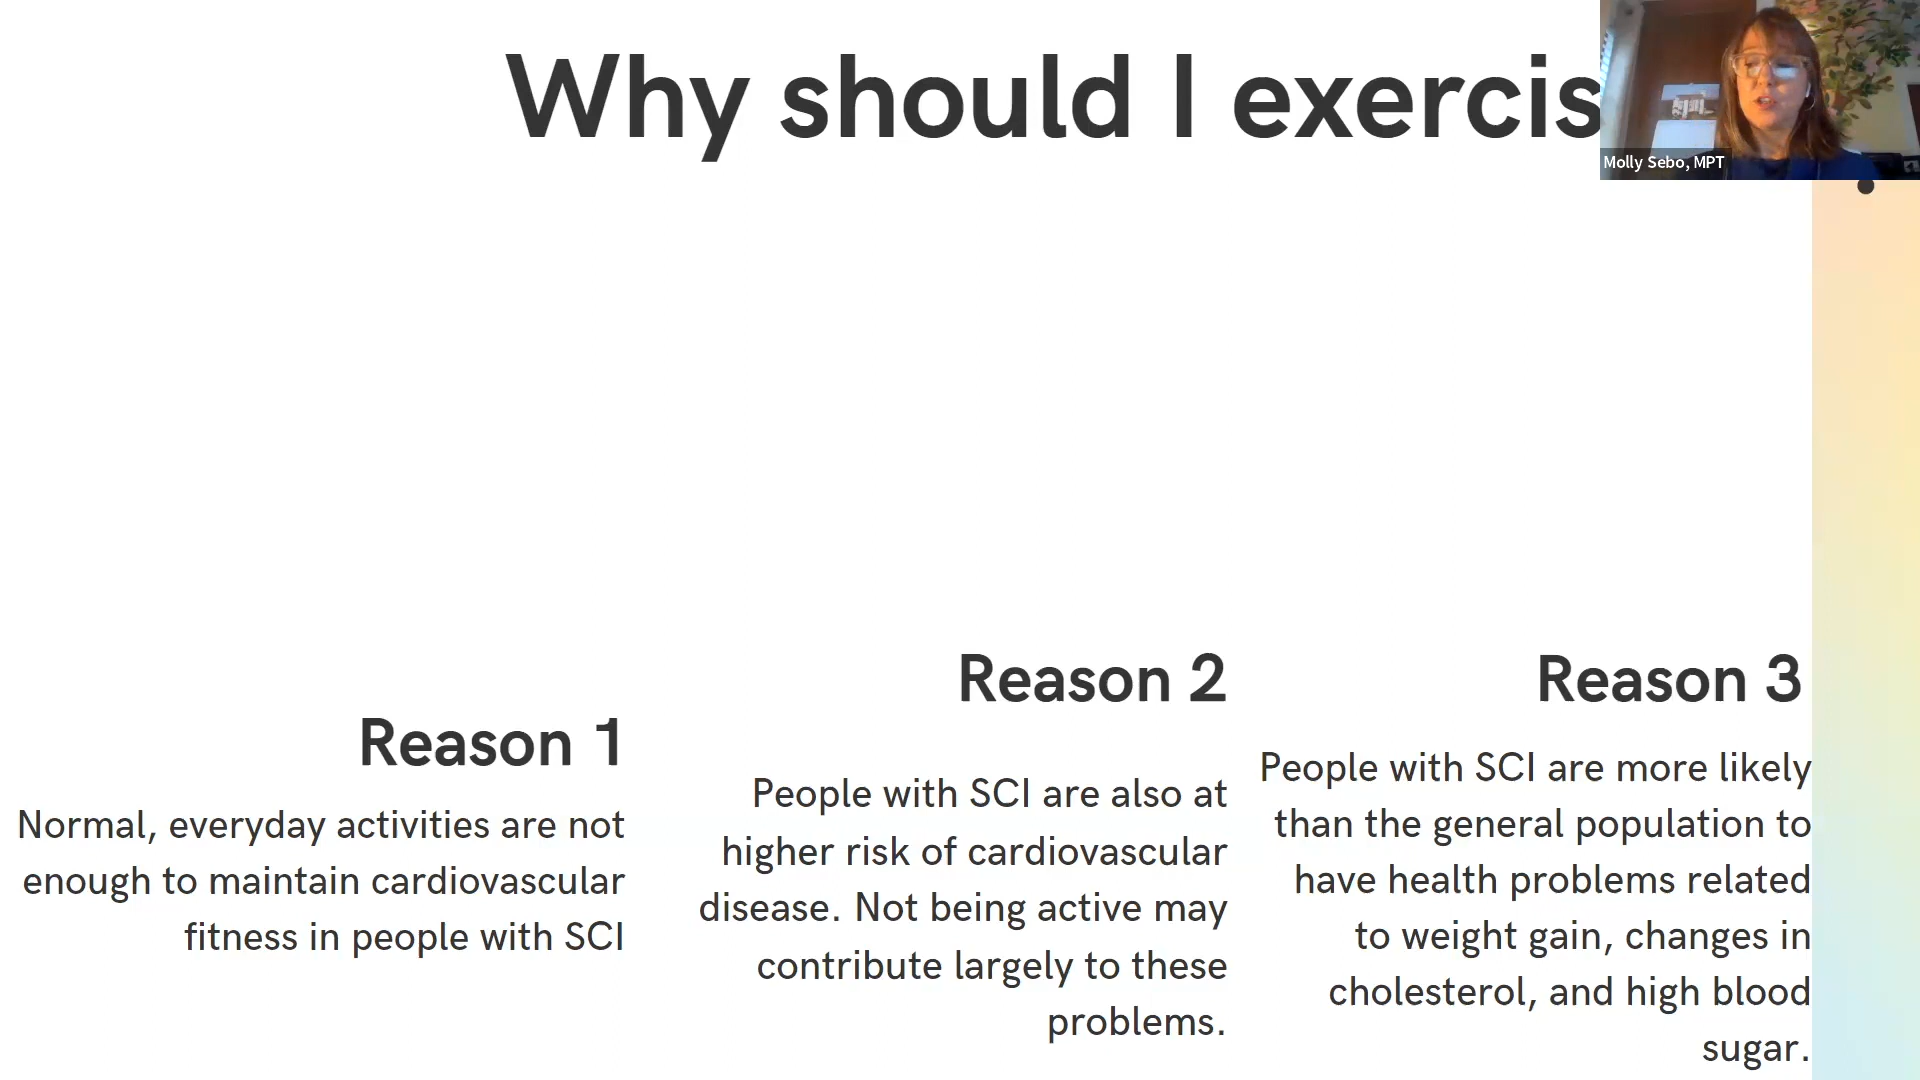 Why should I exercis
Molly Sebo, MPT
Reason 1
Normal, everyday activities are not
enough to maintain cardiovascular
fitness in people with SCI
Reason 2
People with SCI are also at
higher risk of cardiovascular
disease. Not being active may
contribute largely to these
problems.
Reason 3
People with SCI are more likely
than the general population to
have health problems related
to weight gain, changes in
cholesterol, and high blood
sugar.